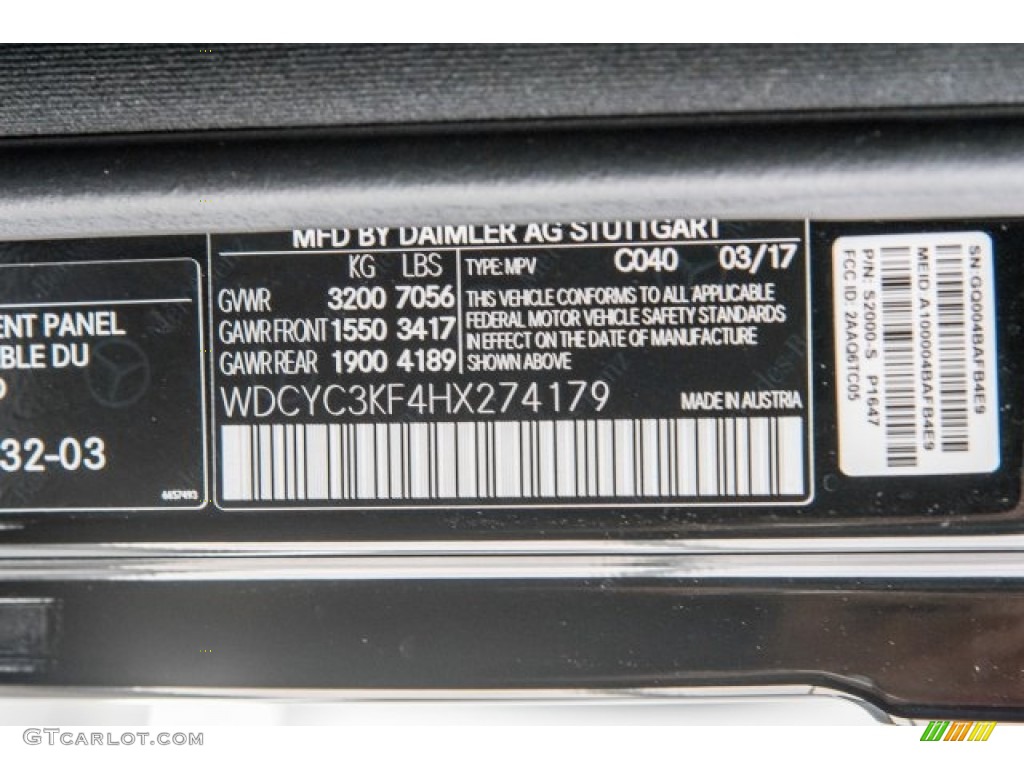 MFD BY DAIMLER AG STUTTGART
KG LBS
GVWR 3200 7056
GAWR FRONT 1550 3417
GAWR REAR 1900 4189
TYPE: MPV C040 03/17
THIS VEHICLE CONFORMS TO ALL APPLICABLE
FEDERAL MOTOR VEHICLE SAFETY STANDARDS
IN EFFECT ON THE DATE OF MANUFACTURE
SHOWN ABOVE
WDCYC3KF4HX274179 MADE IN AUSTRIA
ENT PANEL
IBLE DU
32-03
6657493
SN GQ004BAFB4E9
MEID A100004BAFB4E9
P/N: S2000-S P1647
FCC ID: 2AAQ6TC05
GTCARLOT.COM